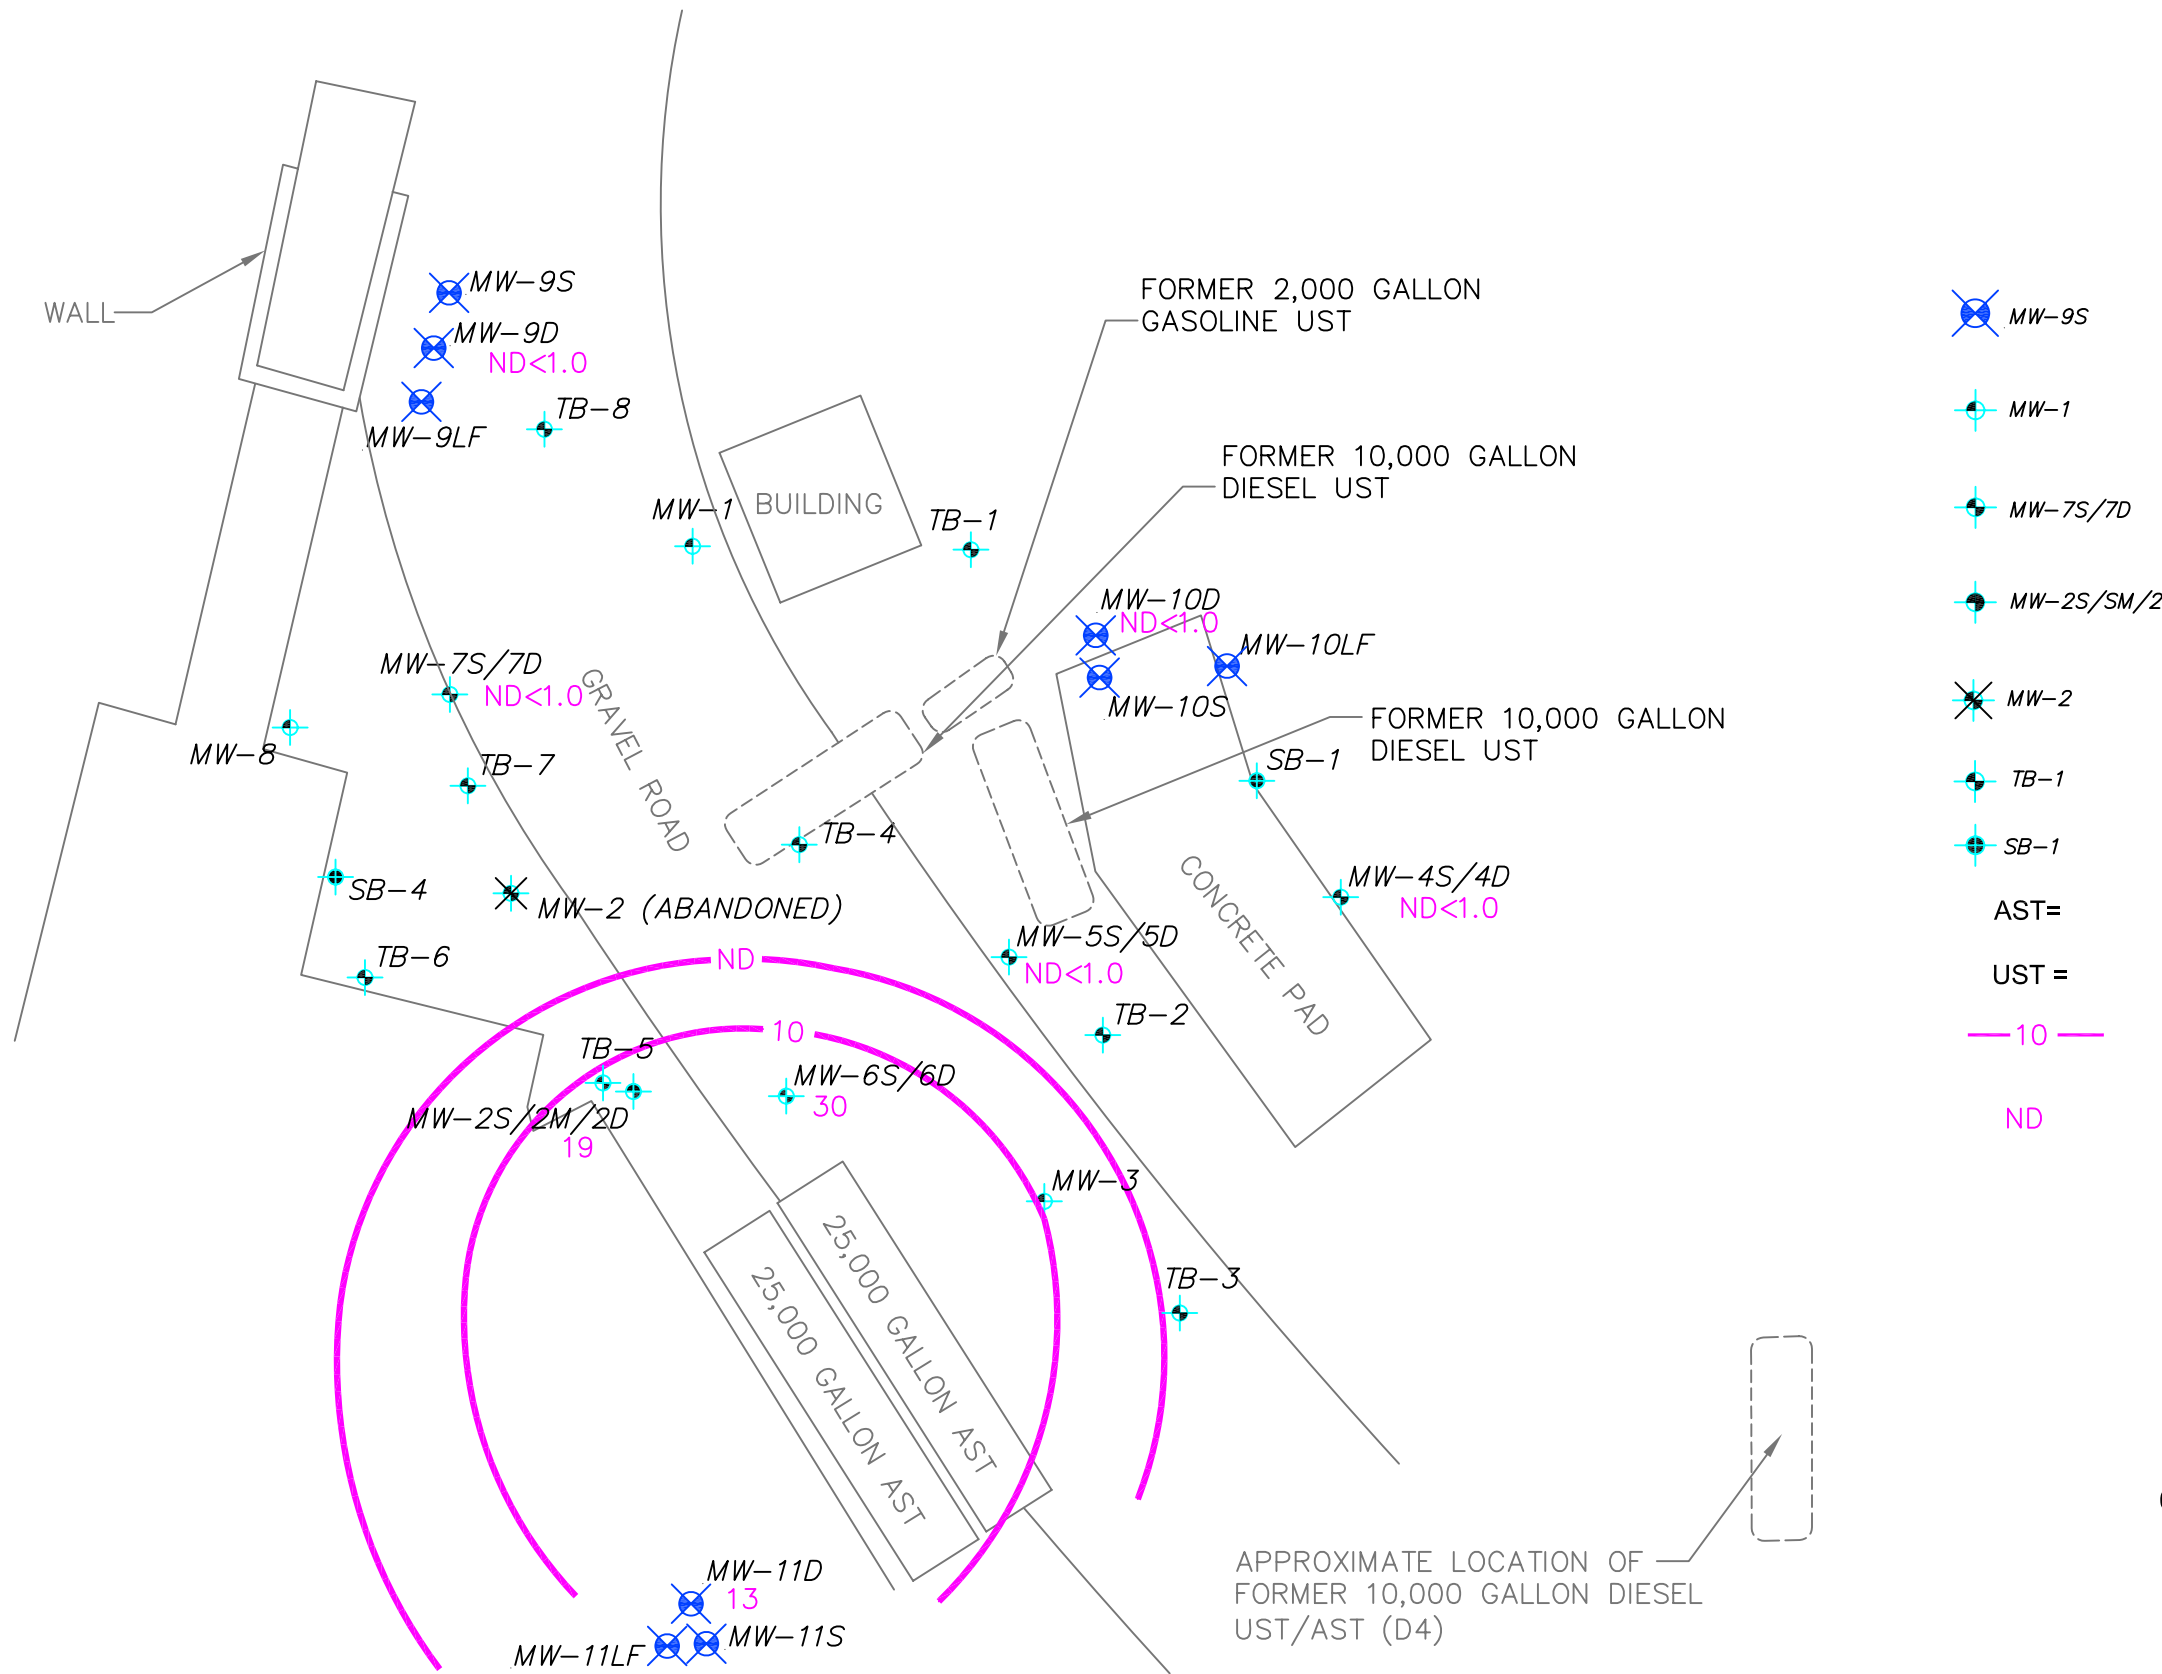 WALL
MW-9S
MW-9D
ND<1.0
MW-9LF
TB-8
FORMER 2,000 GALLON
GASOLINE UST
FORMER 10,000 GALLON
DIESEL UST
MW-1
BUILDING
TB-1
MW-10D
ND<1.0
MW-10LF
MW-10S
MW-7S/7D
ND<1.0
GRAVEL ROAD
FORMER 10,000 GALLON
DIESEL UST
MW-8
TB-7
SB-1
TB-4
SB-4
MW-2 (ABANDONED)
CONCRETE PAD
MW-4S/4D
ND<1.0
TB-6
ND
MW-5S/5D
ND<1.0
10
TB-2
TB-5
MW-6S/6D
30
MW-2S/2M/2D
19
MW-3
25,000 GALLON AST
25,000 GALLON AST
TB-3
MW-11D
13
MW-11S
MW-11LF
APPROXIMATE LOCATION OF
FORMER 10,000 GALLON DIESEL
UST/AST (D4)
MW-9S
MW-1
MW-7S/7D
MW-2S/SM/2
MW-2
TB-1
SB-1
AST=
UST =
10
ND